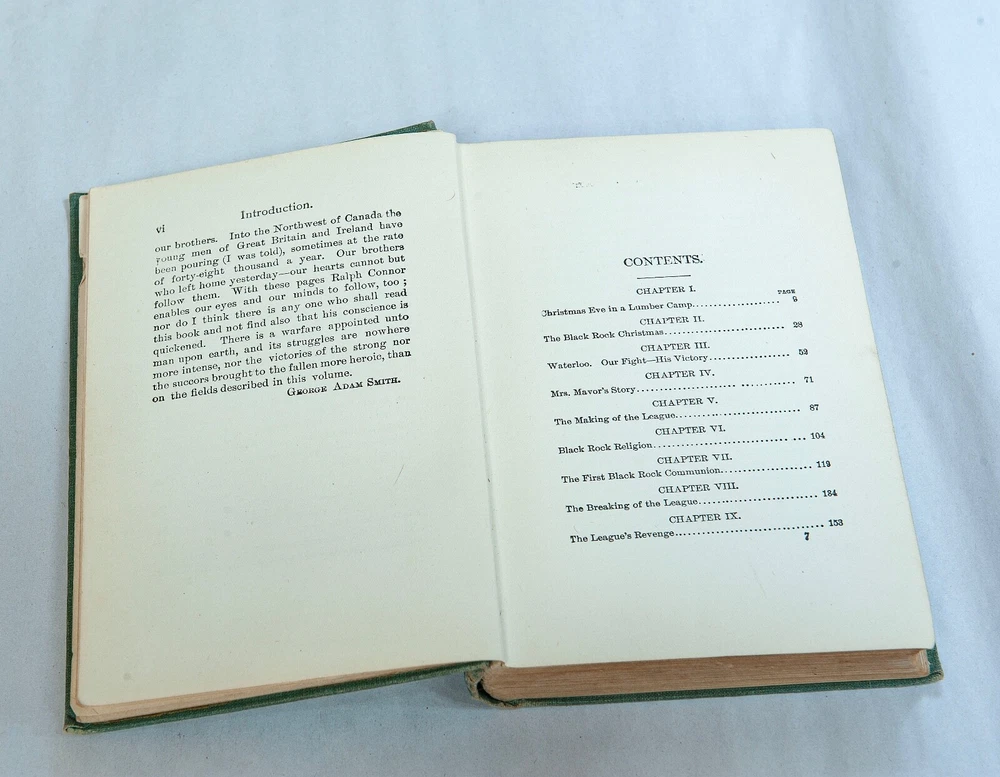 vi
Introduction.
our brothers. Into the Northwest of Canada the
young men of Great Britain and Ireland have
been pouring (I was told), sometimes at the rate
of forty-eight thousand a year. Our brothers
who left home yesterday—our hearts cannot but
follow them. With these pages Ralph Connor
enables our eyes and our minds to follow, too ;
nor do I think there is any one who shall read
this book and not find also that his conscience is
quickened. There is a warfare appointed unto
man upon earth, and its struggles are nowhere
more intense, nor the victories of the strong nor
the succors brought to the fallen more heroic, than
on the fields described in this volume.
George Adam Smith.
CONTENTS.
CHAPTER I.
PAGE
Christmas Eve in a Lumber Camp.................... 9
CHAPTER II.
The Black Rock Christmas........................... 28
CHAPTER III.
Waterloo. Our Fight—His Victory.................. 52
CHAPTER IV.
Mrs. Mavor's Story...................... ............ 71
CHAPTER V.
The Making of the League........................... 87
CHAPTER VI.
Black Rock Religion.............................. ... 104
CHAPTER VII.
The First Black Rock Communion.................... 119
CHAPTER VIII.
The Breaking of the League.......................... 134
CHAPTER IX.
The League's Revenge................................ 153
7